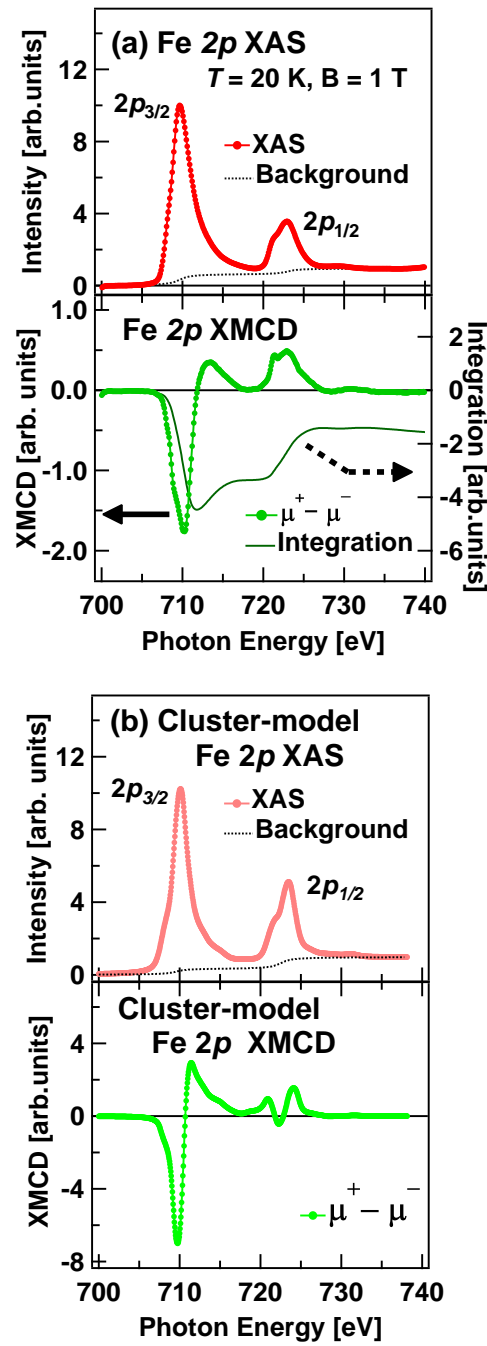 (a) Fe 2p XAS
T = 20 K, B = 1 T
2p3/2
XAS
Background
2p1/2
Intensity [arb.units]
12
8
4
0
Fe 2p XMCD
XMCD [arb. units]
1.0
0.0
-1.0
-2.0
2
0
-2
-4
-6
Integration [arb.units]
μ+ − μ−
Integration
700 710 720 730 740
Photon Energy [eV]
(b) Cluster-model
Fe 2p XAS
2p3/2
XAS
Background
2p1/2
Intensity [arb. units]
12
8
4
0
Cluster-model
Fe 2p XMCD
XMCD [arb.units]
4
0
-4
-8
μ+ − μ−
700 710 720 730 740
Photon Energy [eV]